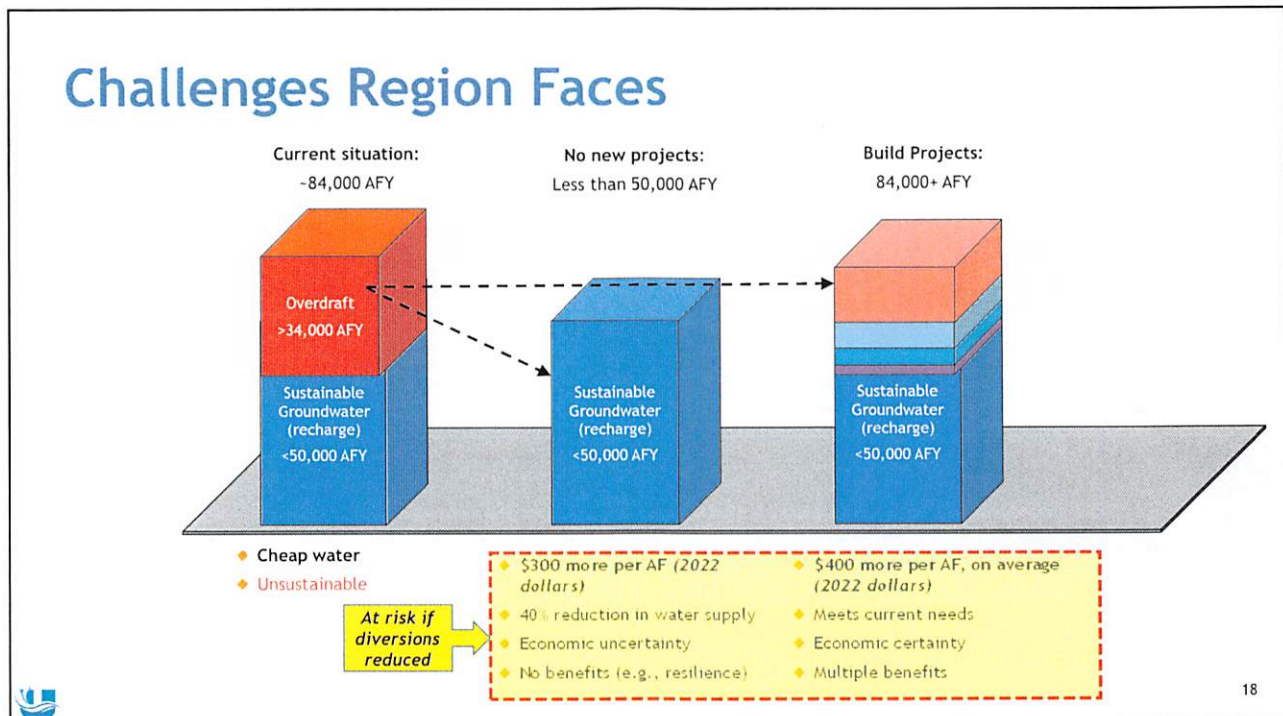 Challenges Region Faces
Current situation:
~84,000 AFY
No new projects:
Less than 50,000 AFY
Build Projects:
84,000+ AFY
Overdraft
>34,000 AFY
Sustainable
Groundwater
(recharge)
<50,000 AFY
Sustainable
Groundwater
(recharge)
<50,000 AFY
Sustainable
Groundwater
(recharge)
<50,000 AFY
Cheap water
Unsustainable
At risk if
diversions
reduced
$300 more per AF (2022
dollars)
40% reduction in water supply
Economic uncertainty
No benefits (e.g., resilience)
$400 more per AF, on average
(2022 dollars)
Meets current needs
Economic certainty
Multiple benefits
18